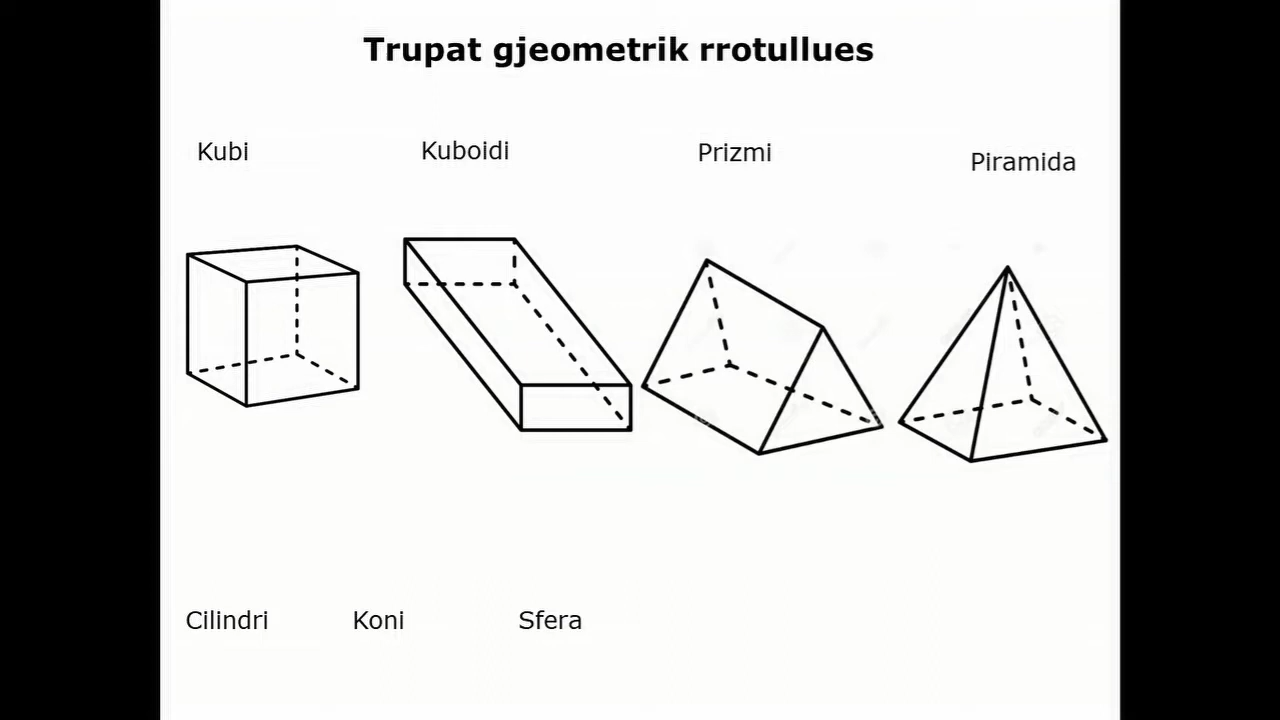 Trupat gjeometrik rrotullues
Kubi
Kuboidi
Prizmi
Piramida
Cilindri
Koni
Sfera